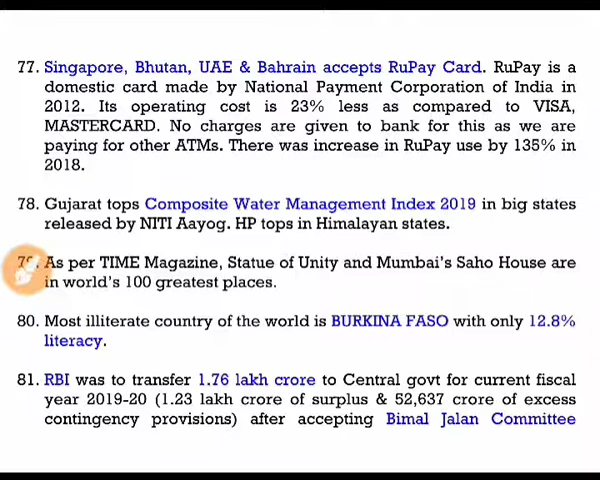 77. Singapore, Bhutan, UAE & Bahrain accepts RuPay Card. RuPay is a
domestic card made by National Payment Corporation of India in
2012. Its operating cost is 23% less as compared to VISA,
MASTERCARD. No charges are given to bank for this as we are
paying for other ATMs. There was increase in RuPay use by 135% in
2018.
78. Gujarat tops Composite Water Management Index 2019 in big states
released by NITI Aayog. HP tops in Himalayan states.
As per TIME Magazine, Statue of Unity and Mumbai's Saho House are
in world's 100 greatest places.
80. Most illiterate country of the world is BURKINA FASO with only 12.8%
literacy.
81. RBI was to transfer 1.76 lakh crore to Central govt for current fiscal
year 2019-20 (1.23 lakh crore of surplus & 52,637 crore of excess
contingency provisions) after accepting Bimal Jalan Committee